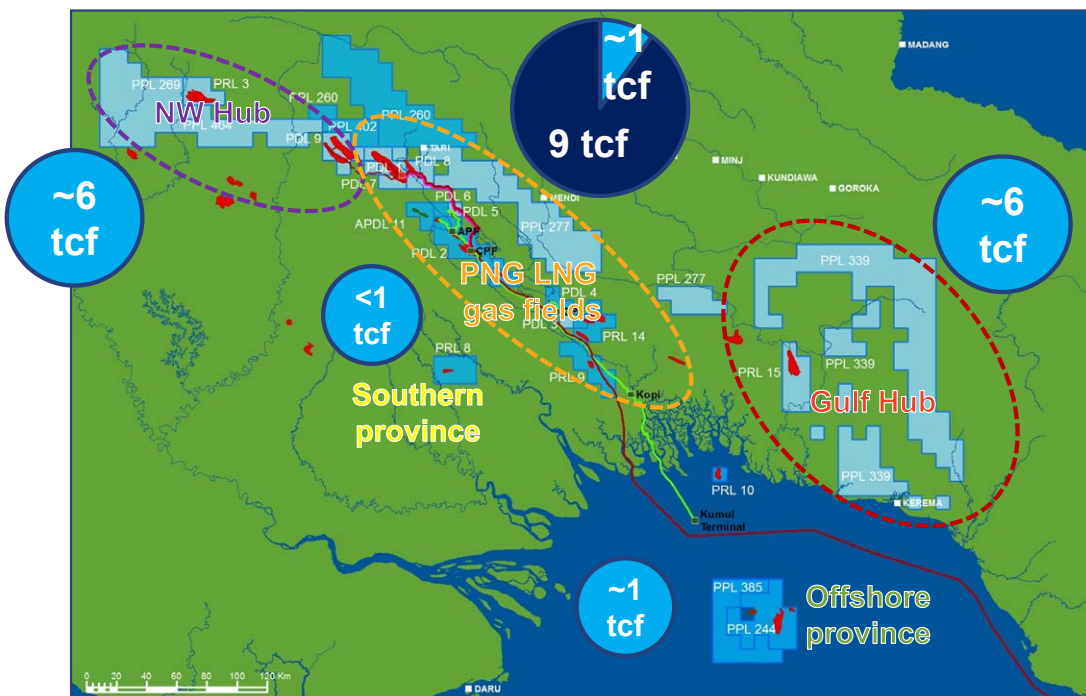 ~1
tcf
9 tcf
MADANG
PPL 269
PRL 3
NW Hub
PPL 260
PPL 260
PPL 464
PPL 402
PDL 9
TARI
PDL 8
PDL 1
PDL 7
MINJ
KUNDIAWA
GOROKA
~6
tcf
~6
tcf
PDL 6
MENDI
PDL 5
APDL 11
APF
PPL 277
PDL 2
CPF
PPL 339
PNG LNG
gas fields
PPL 277
<1
tcf
PDL 4
PDL 3
PRL 14
PPL 339
PRL 8
PRL 9
PRL 15
Southern
province
Kopi
Gulf Hub
PPL 339
PRL 10
KEREMA
Kumul
Terminal
~1
tcf
PPL 385
Offshore
province
PPL 244
0 20 40 60 80 100 120 Km
DARU